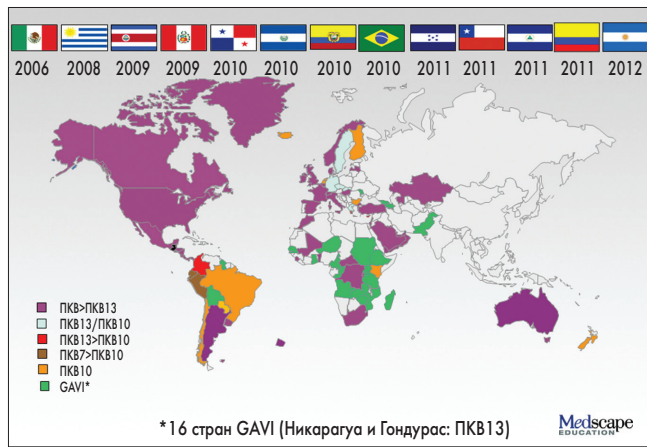 2006 2008 2009 2009 2010 2010 2010 2010 2011 2011 2011 2011 2012
ПКВ>ПКВ13
ПКВ13/ПКВ10
ПКВ13>ПКВ10
ПКВ7>ПКВ10
ПКВ10
GAVI*
*16 стран GAVI (Никарагуа и Гондурас: ПКВ13)
Medscape
EDUCATION